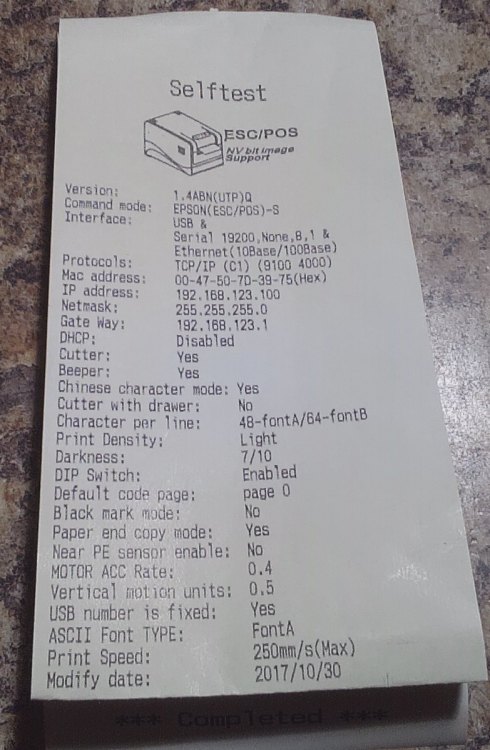 Selftest
ESC/POS
NV bit image
Support
Version: 1.4ABN(UTP)Q
Command mode: EPSON(ESC/POS)-S
Interface: USB &
Serial 19200,None,8,1 &
Ethernet(10Base/100Base)
Protocols: TCP/IP (C1) (9100 4000)
Mac address: 00-47-50-7D-39-75(Hex)
IP address: 192.168.123.100
Netmask: 255.255.255.0
Gate Way: 192.168.123.1
DHCP: Disabled
Cutter: Yes
Beeper: Yes
Chinese character mode: Yes
Cutter with drawer: No
Character per line: 48-fontA/64-fontB
Print Density: Light
Darkness: 7/10
DIP Switch: Enabled
Default code page: page 0
Black mark mode: No
Paper end copy mode: Yes
Near PE sensor enable: No
MOTOR ACC Rate: 0.4
Vertical motion units: 0.5
USB number is fixed: Yes
ASCII Font TYPE: FontA
Print Speed: 250mm/s(Max)
Modify date: 2017/10/30
*** Completed ***